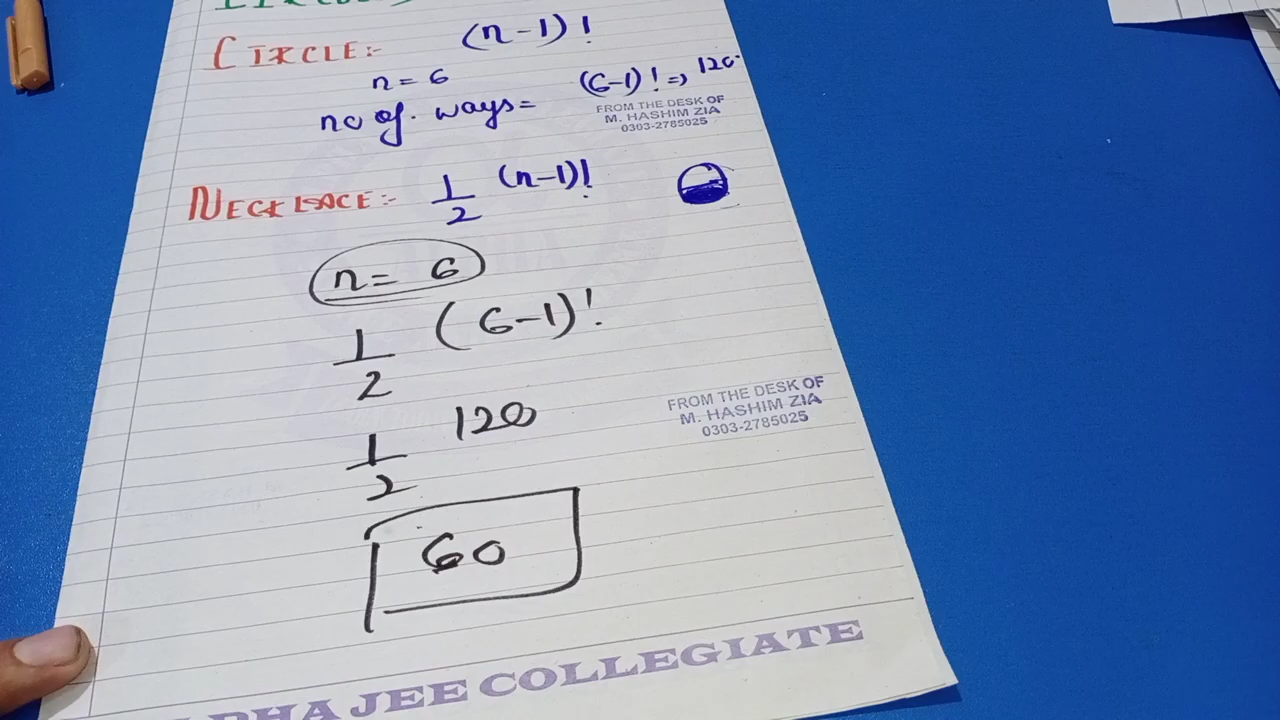 CIRCLE:- (n-1)!
n = 6
no of. ways = (6-1)! => 120
FROM THE DESK OF
M. HASHIM ZIA
0303-2785025
NECKLACE:- 1/2 (n-1)!
n = 6
1/2 (6-1)!
1/2 120
60
FROM THE DESK OF
M. HASHIM ZIA
0303-2785025
JEE COLLEGIATE